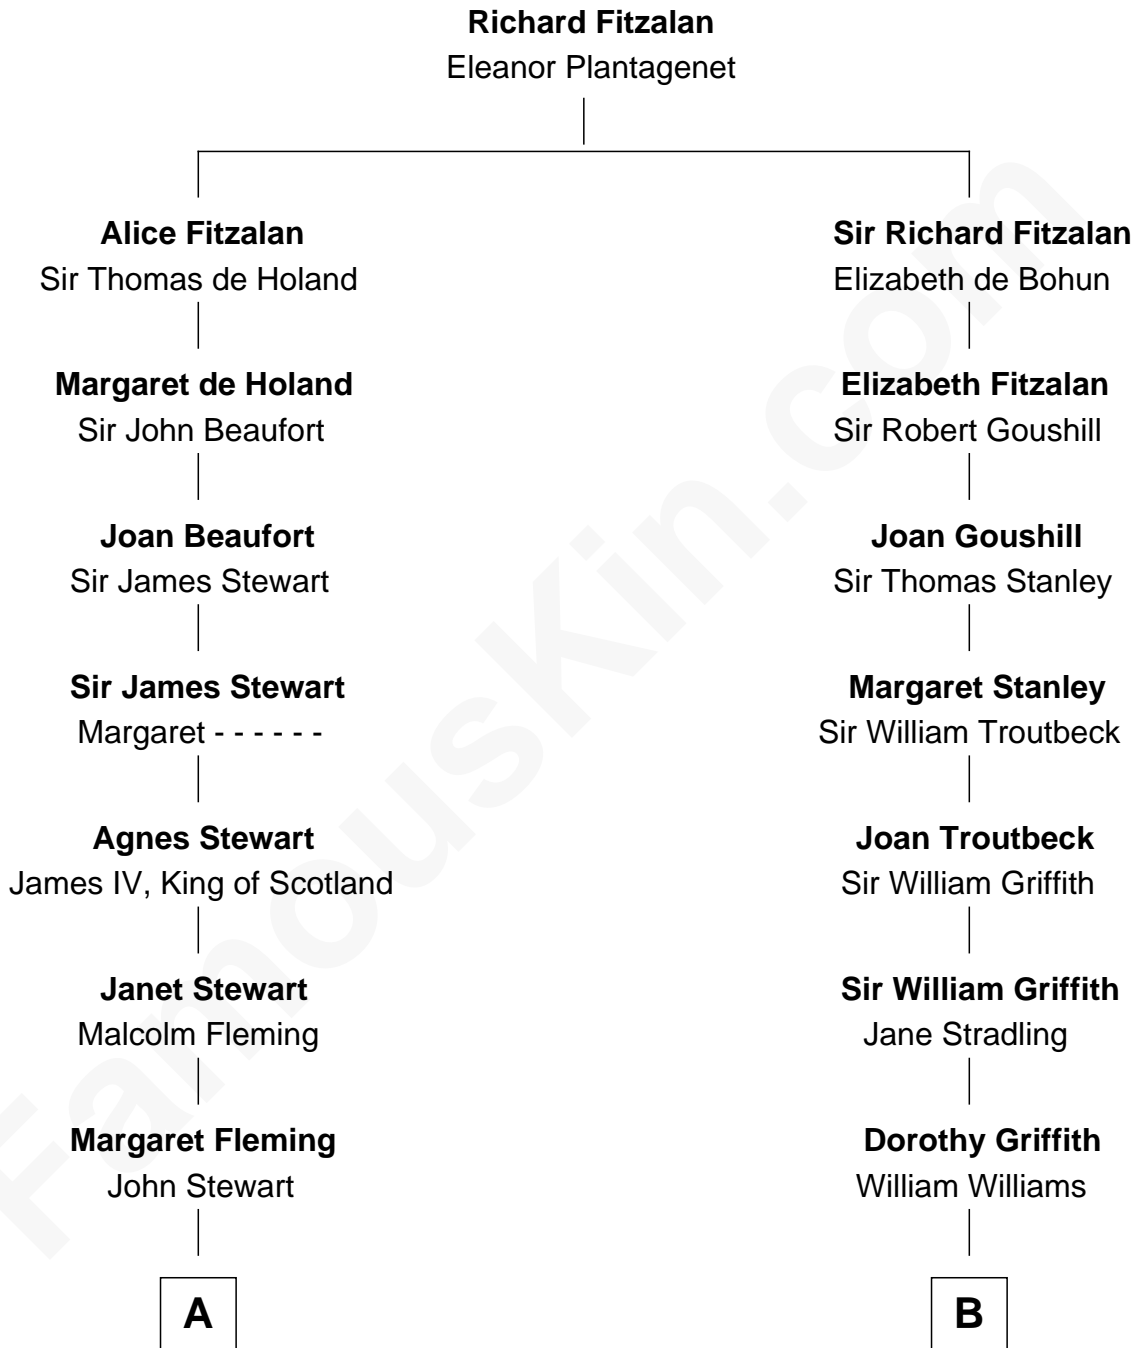 Richard Fitzalan
Eleanor Plantagenet
Alice Fitzalan
Sir Thomas de Holand
Margaret de Holand
Sir John Beaufort
Joan Beaufort
Sir James Stewart
Sir James Stewart
Margaret - - - - - -
Agnes Stewart
James IV, King of Scotland
Janet Stewart
Malcolm Fleming
Margaret Fleming
John Stewart
A
Sir Richard Fitzalan
Elizabeth de Bohun
Elizabeth Fitzalan
Sir Robert Goushill
Joan Goushill
Sir Thomas Stanley
Margaret Stanley
Sir William Troutbeck
Joan Troutbeck
Sir William Griffith
Sir William Griffith
Jane Stradling
Dorothy Griffith
William Williams
B
FamousKin.com